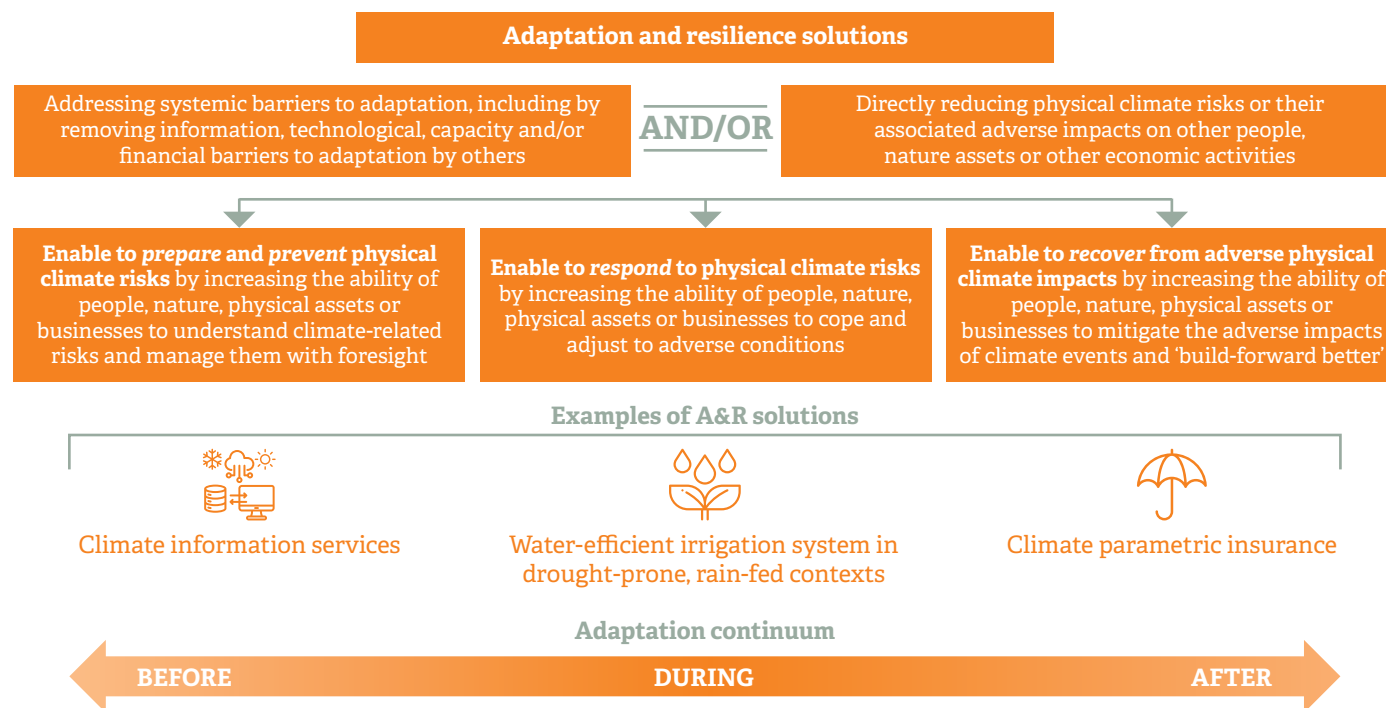 Adaptation and resilience solutions
Addressing systemic barriers to adaptation, including by
removing information, technological, capacity and/or
financial barriers to adaptation by others
AND/OR
Directly reducing physical climate risks or their
associated adverse impacts on other people,
nature assets or other economic activities
Enable to prepare and prevent physical
climate risks by increasing the ability of
people, nature, physical assets or
businesses to understand climate-related
risks and manage them with foresight
Enable to respond to physical climate risks
by increasing the ability of people, nature,
physical assets or businesses to cope and
adjust to adverse conditions
Enable to recover from adverse physical
climate impacts by increasing the ability of
people, nature, physical assets or
businesses to mitigate the adverse impacts
of climate events and ‘build-forward better’
Examples of A&R solutions
Climate information services
Water-efficient irrigation system in
drought-prone, rain-fed contexts
Climate parametric insurance
Adaptation continuum
BEFORE
DURING
AFTER